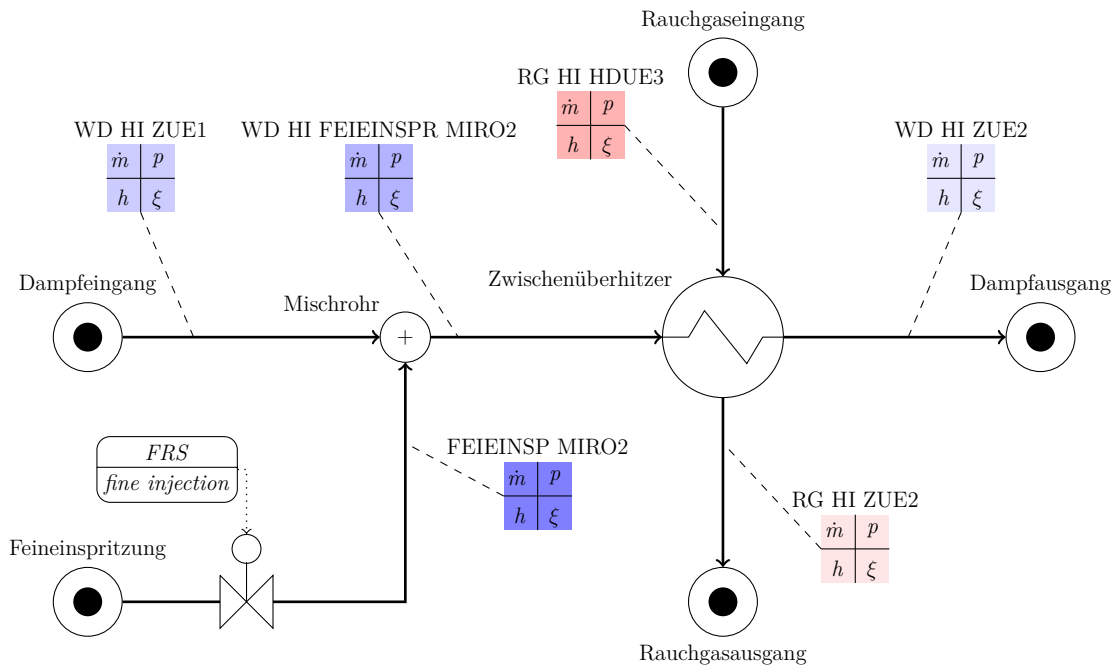 Rauchgaseingang
RG HI HDUE3
ṁ p
h ξ
WD HI ZUE1
ṁ p
h ξ
WD HI FEIEINSPR MIRO2
ṁ p
h ξ
WD HI ZUE2
ṁ p
h ξ
Dampfeingang
Mischrohr
+
Zwischenüberhitzer
Dampfausgang
FRS
fine injection
FEIEINSP MIRO2
ṁ p
h ξ
RG HI ZUE2
ṁ p
h ξ
Feineinspritzung
Rauchgasausgang